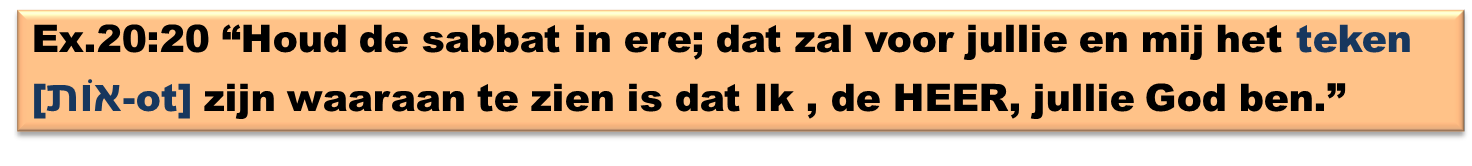 Ex.20:20 “Houd de sabbat in ere; dat zal voor jullie en mij het teken
[אוֹת-ot] zijn waaraan te zien is dat Ik , de HEER, jullie God ben.”